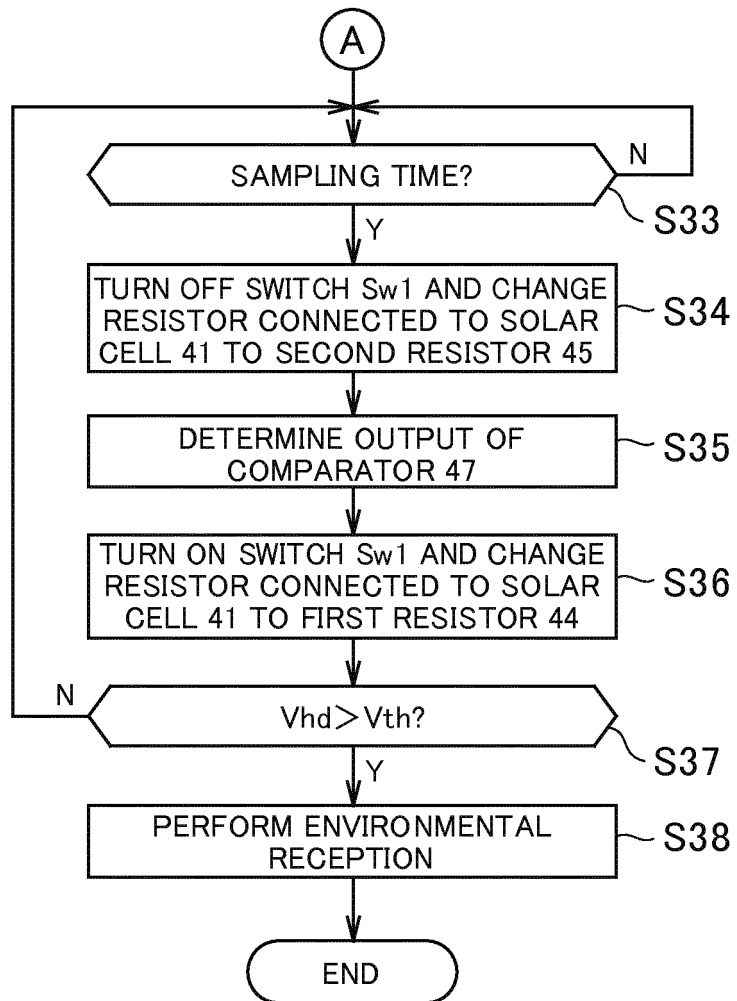 A
SAMPLING TIME?
N
S33
Y
TURN OFF SWITCH Sw1 AND CHANGE
RESISTOR CONNECTED TO SOLAR
CELL 41 TO SECOND RESISTOR 45
S34
DETERMINE OUTPUT OF
COMPARATOR 47
S35
TURN ON SWITCH Sw1 AND CHANGE
RESISTOR CONNECTED TO SOLAR
CELL 41 TO FIRST RESISTOR 44
S36
N
Vhd>Vth?
S37
Y
PERFORM ENVIRONMENTAL
RECEPTION
S38
END